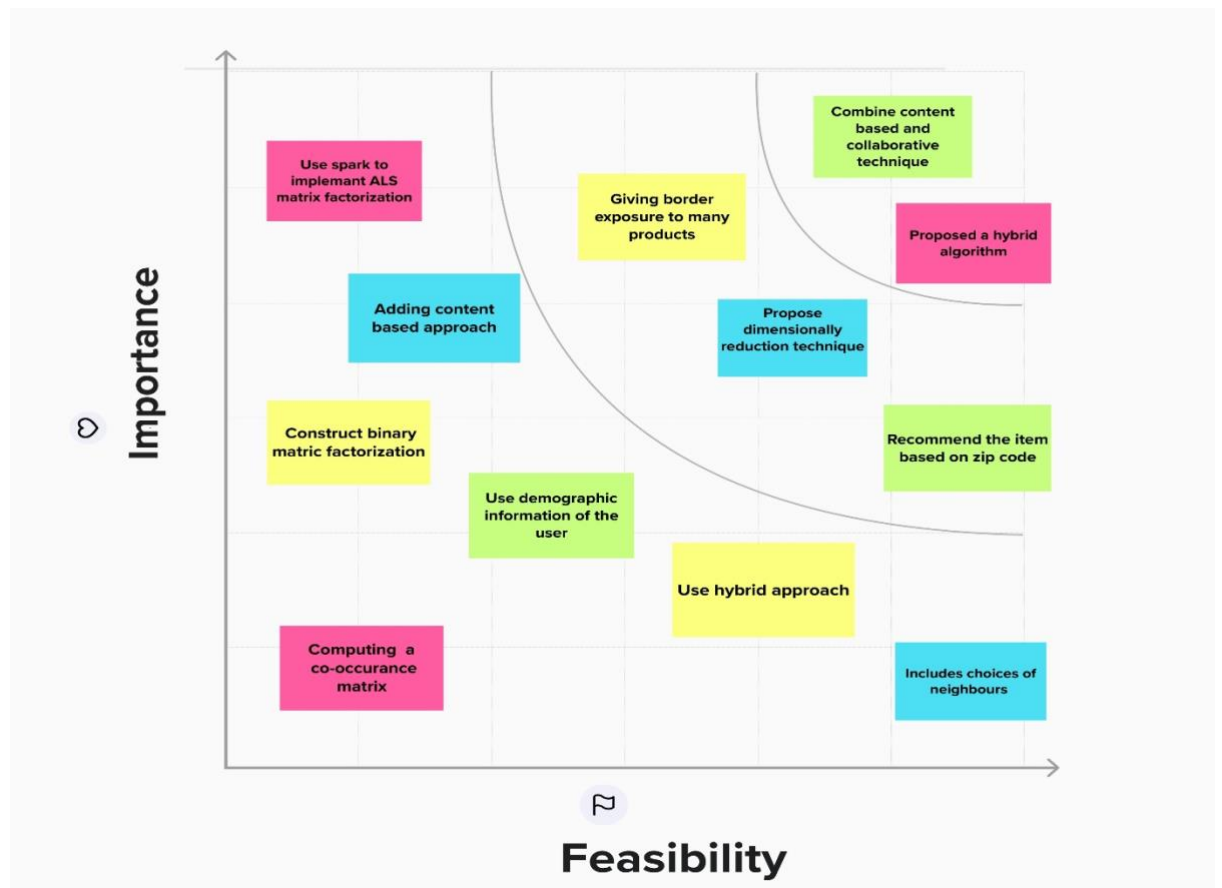 Combine content
based and
collaborative
technique
Use spark to
implemant ALS
matrix factorization
Giving border
exposure to many
products
Proposed a hybrid
algorithm
Adding content
based approach
Propose
dimensionally
reduction technique
Importance
Construct binary
matric factorization
Recommend the item
based on zip code
Use demographic
information of the
user
Use hybrid approach
Computing a
co-occurance
matrix
Includes choices of
neighbours
Feasibility